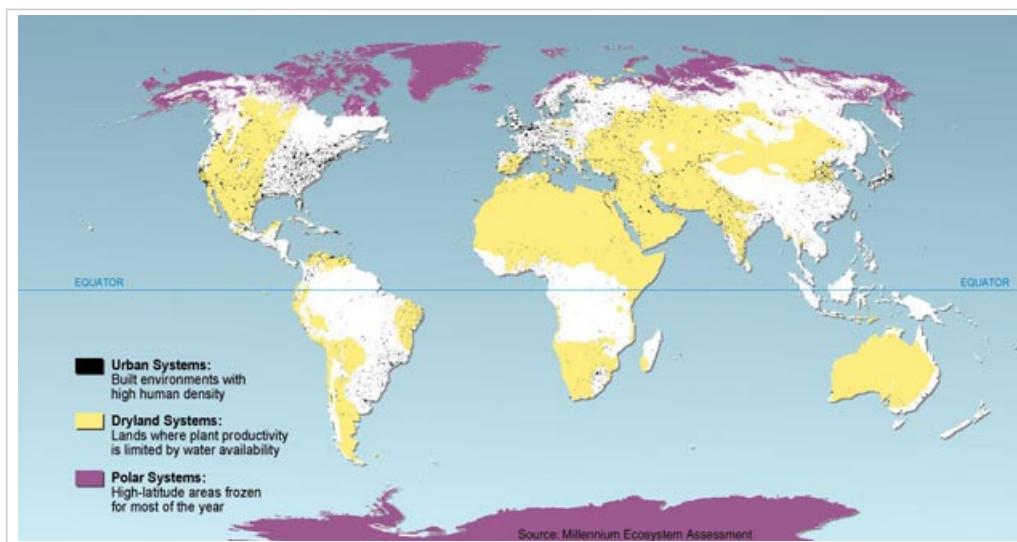 EQUATOR
EQUATOR
Urban Systems:
Built environments with
high human density
Dryland Systems:
Lands where plant productivity
is limited by water availability
Polar Systems:
High-latitude areas frozen
for most of the year
Source: Millennium Ecosystem Assessment